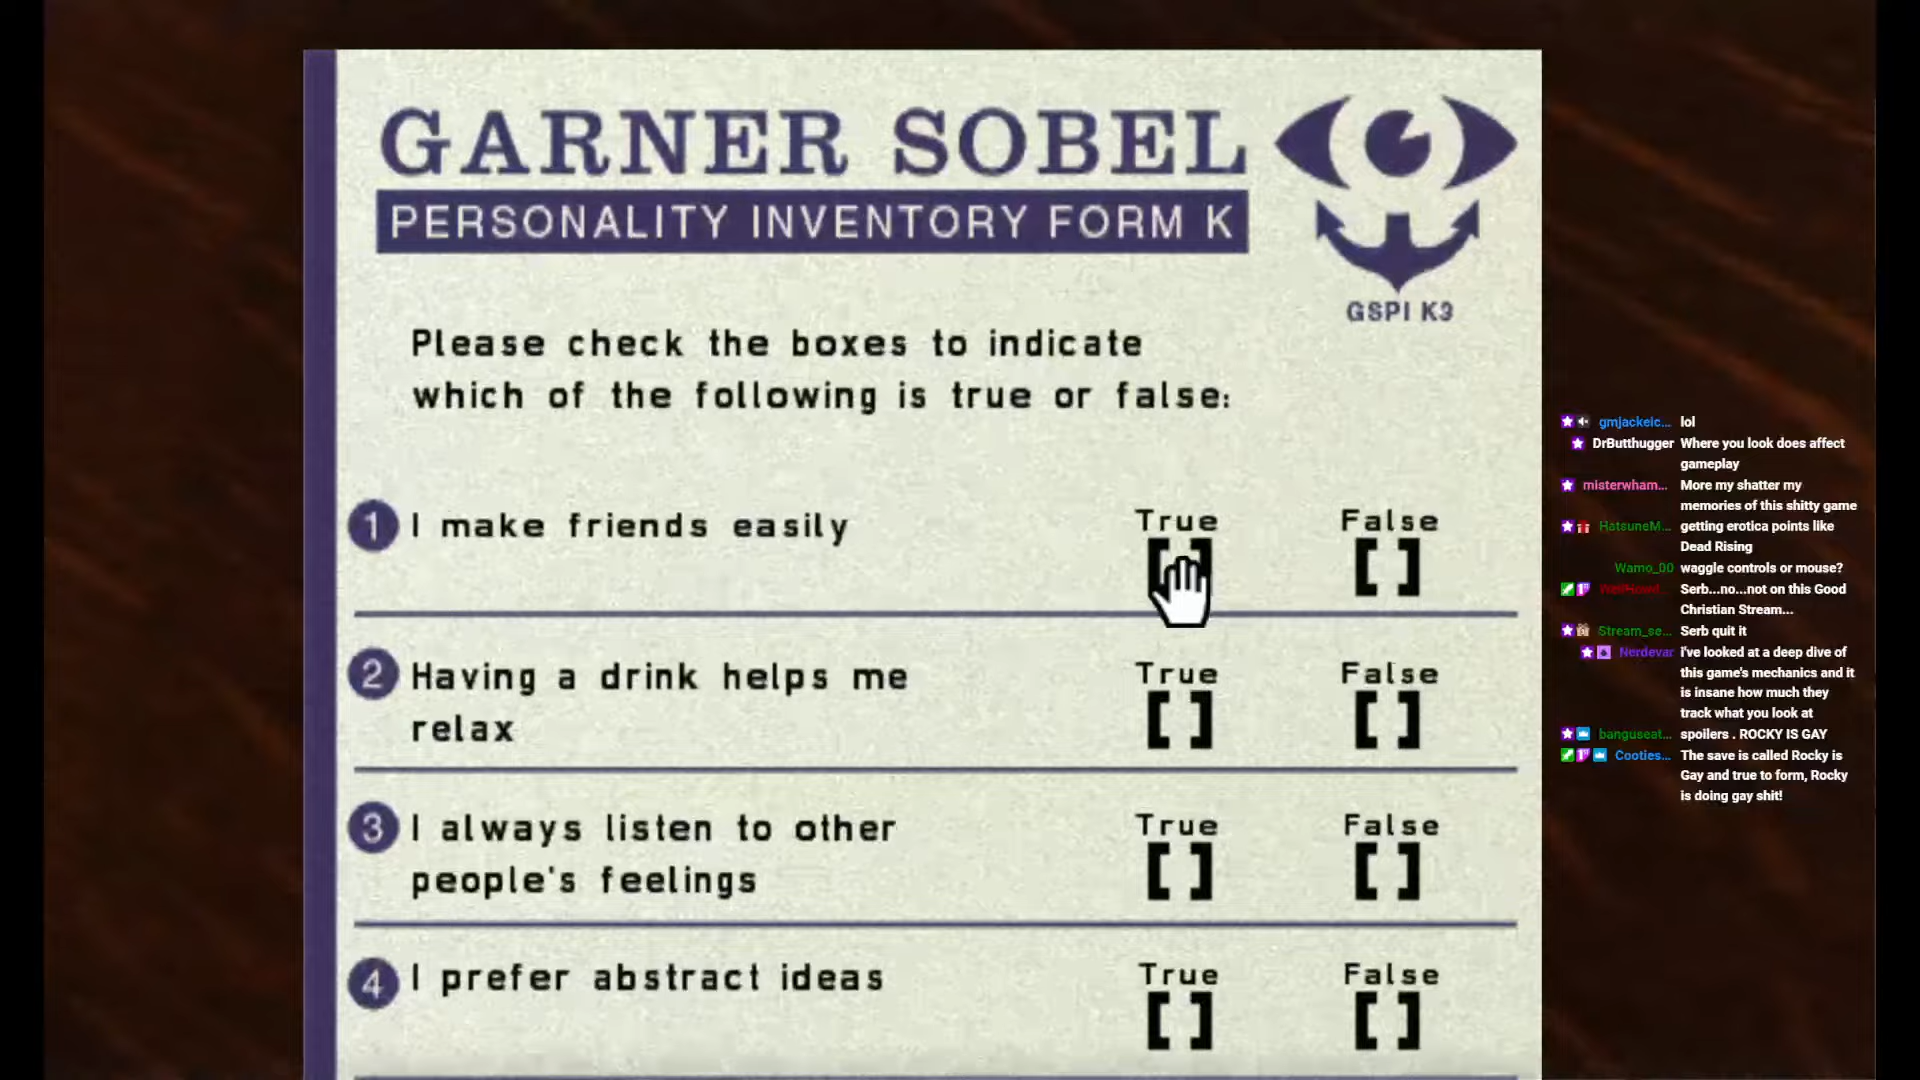 GARNER SOBEL
PERSONALITY INVENTORY FORM K
GSPI K3
Please check the boxes to indicate
which of the following is true or false:
1 I make friends easily
True False
[ ] [ ]
2 Having a drink helps me
relax
True False
[ ] [ ]
3 I always listen to other
people's feelings
True False
[ ] [ ]
4 I prefer abstract ideas
True False
[ ] [ ]
gmjackelc... lol
DrButthugger Where you look does affect
gameplay
misterwham... More my shatter my
memories of this shitty game
HatsuneM... getting erotica points like
Dead Rising
Wamo_00 waggle controls or mouse?
Serb...no...not on this Good
Christian Stream...
Stream_se... Serb quit it
Nerdevar i've looked at a deep dive of
this game's mechanics and it
is insane how much they
track what you look at
banguseat... spoilers . ROCKY IS GAY
Cooties... The save is called Rocky is
Gay and true to form, Rocky
is doing gay shit!